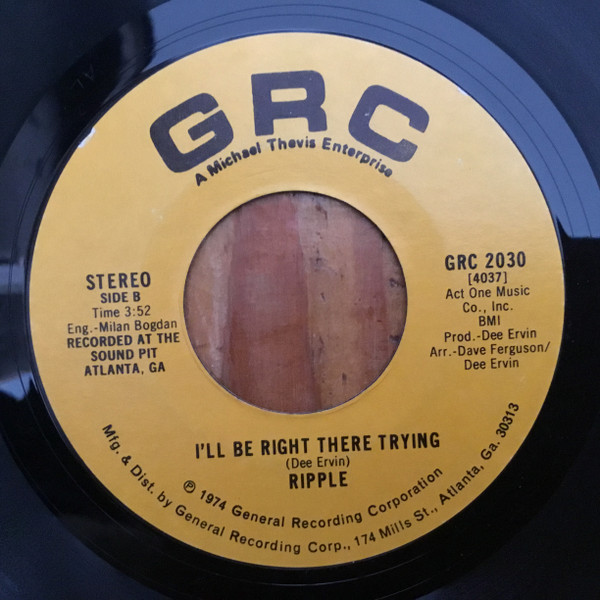 GRC
A Michael Thevis Enterprise
STEREO
SIDE B
Time 3:52
Eng.-Milan Bogdan
RECORDED AT THE
SOUND PIT
ATLANTA, GA
GRC 2030
[4037]
Act One Music
Co., Inc.
BMI
Prod.-Dee Ervin
Arr.-Dave Ferguson/
Dee Ervin
I'LL BE RIGHT THERE TRYING
(Dee Ervin)
RIPPLE
℗ 1974 General Recording Corporation
Mfg. & Dist. by General Recording Corp., 174 Mills St., Atlanta, Ga. 30313